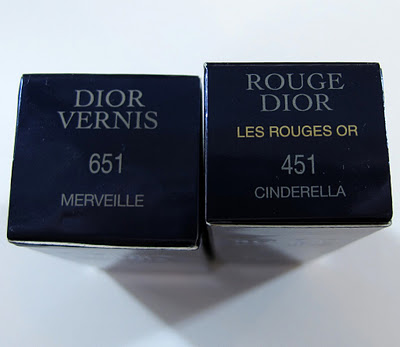 DIOR
VERNIS
651
MERVEILLE
ROUGE
DIOR
LES ROUGES OR
451
CINDERELLA